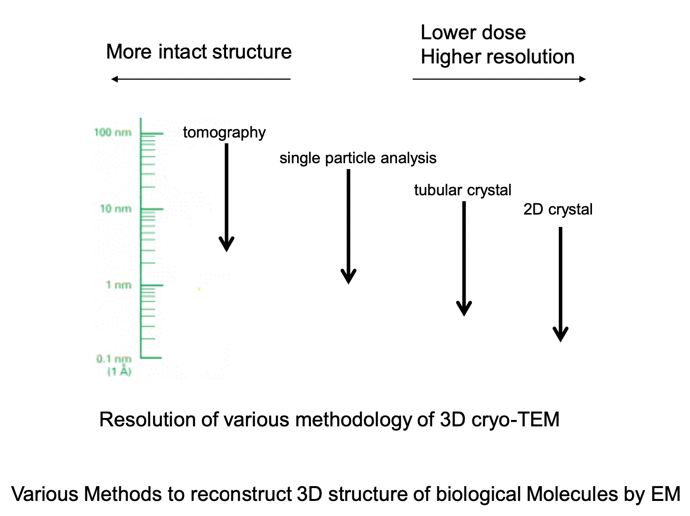 More intact structure
Lower dose
Higher resolution
100 nm
tomography
single particle analysis
tubular crystal
10 nm
2D crystal
1 nm
0.1 nm
(1 Å)
Resolution of various methodology of 3D cryo-TEM
Various Methods to reconstruct 3D structure of biological Molecules by EM